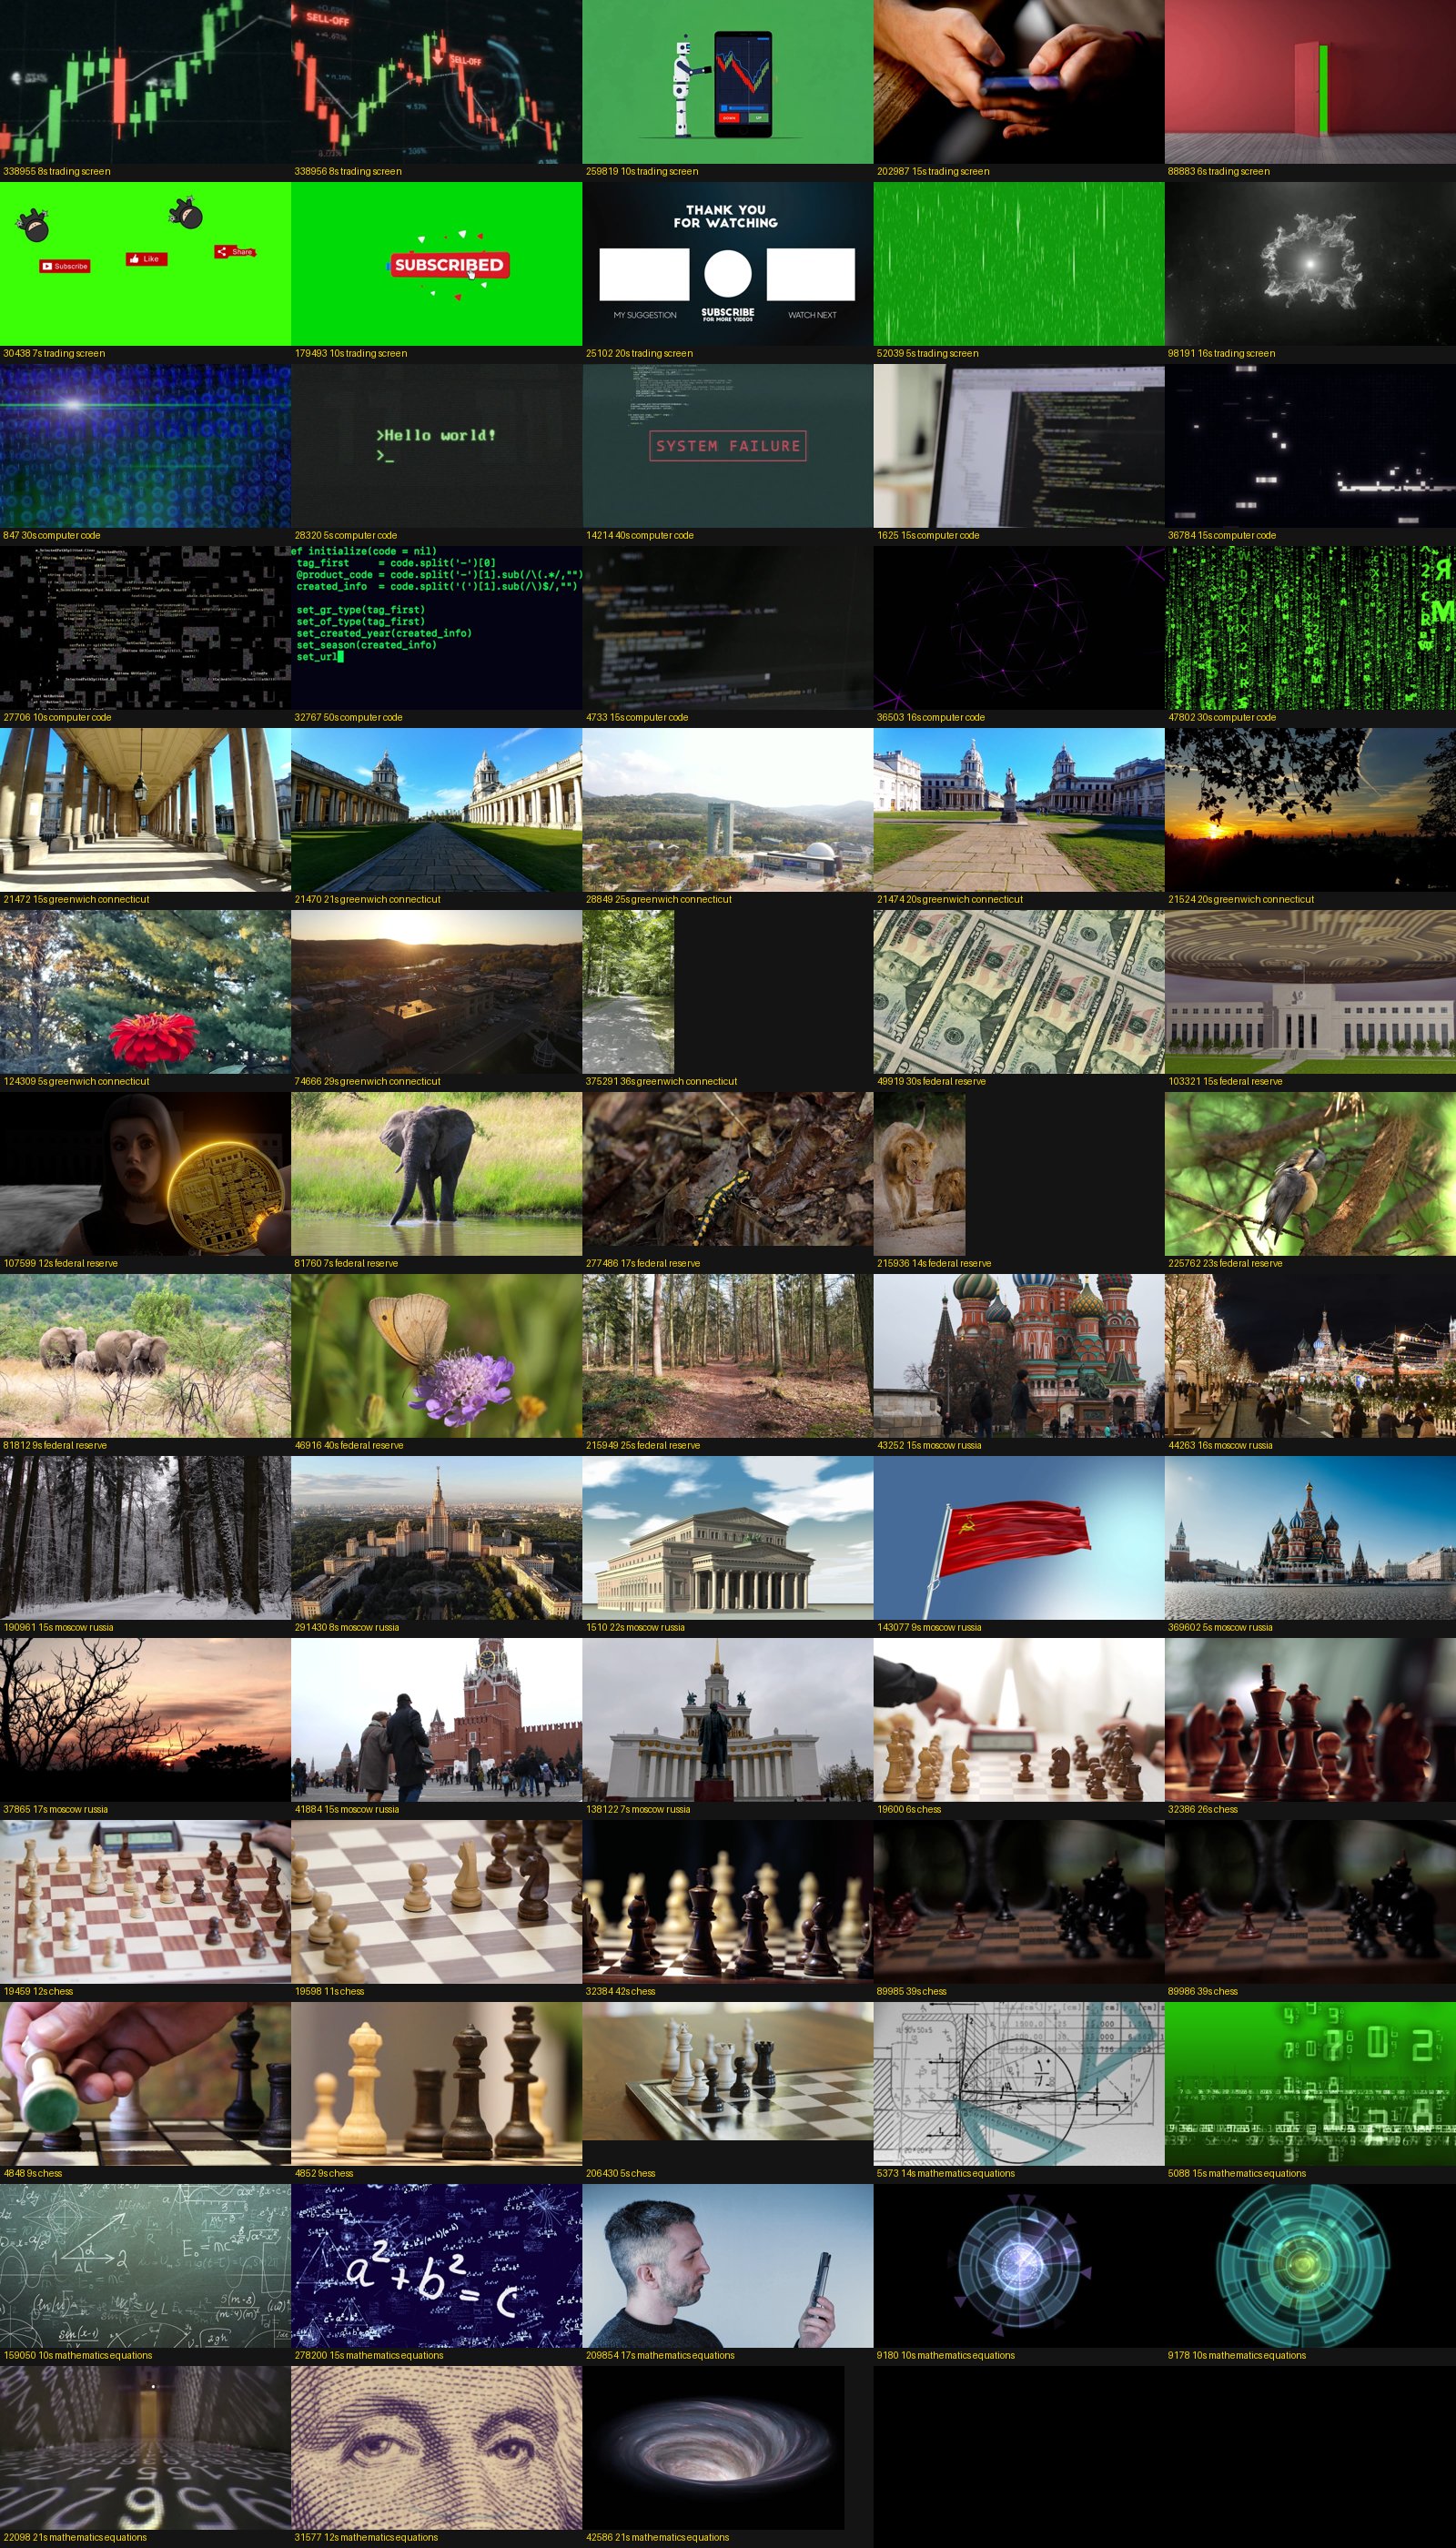 SELL-OFF
SELL-OFF
338955 8s trading screen
338956 8s trading screen
259819 10s trading screen
202987 15s trading screen
88883 6s trading screen
Subscribe
Like
Share
SUBSCRIBED
THANK YOU
FOR WATCHING
MY SUGGESTION
SUBSCRIBE
FOR MORE VIDEOS
WATCH NEXT
30438 7s trading screen
179493 10s trading screen
25102 20s trading screen
52039 5s trading screen
98191 16s trading screen
>Hello world!
>_
SYSTEM FAILURE
847 30s computer code
28320 5s computer code
14214 40s computer code
1625 15s computer code
36784 15s computer code
ef initialize(code = nil)
tag_first = code.split('-')[0]
@product_code = code.split('-')[1].sub(/\(.*/,"")
created_info = code.split('(')[1].sub(/\)$/,"")
set_gr_type(tag_first)
set_of_type(tag_first)
set_created_year(created_info)
set_season(created_info)
set_url
27706 10s computer code
32767 50s computer code
4733 15s computer code
36503 16s computer code
47802 30s computer code
21472 15s greenwich connecticut
21470 21s greenwich connecticut
28849 25s greenwich connecticut
21474 20s greenwich connecticut
21524 20s greenwich connecticut
124309 5s greenwich connecticut
74666 29s greenwich connecticut
375291 36s greenwich connecticut
49919 30s federal reserve
103321 15s federal reserve
107599 12s federal reserve
81760 7s federal reserve
277486 17s federal reserve
215936 14s federal reserve
225762 23s federal reserve
81812 9s federal reserve
46916 40s federal reserve
215949 25s federal reserve
43252 15s moscow russia
44263 16s moscow russia
190961 15s moscow russia
291430 8s moscow russia
1510 22s moscow russia
143077 9s moscow russia
369602 5s moscow russia
37865 17s moscow russia
41884 15s moscow russia
138122 7s moscow russia
19600 6s chess
32386 26s chess
19459 12s chess
19598 11s chess
32384 42s chess
89985 39s chess
89986 39s chess
4848 9s chess
4852 9s chess
206430 5s chess
5373 14s mathematics equations
5088 15s mathematics equations
a² + b² = c
159050 10s mathematics equations
278200 15s mathematics equations
209854 17s mathematics equations
9180 10s mathematics equations
9178 10s mathematics equations
22098 21s mathematics equations
31577 12s mathematics equations
42586 21s mathematics equations